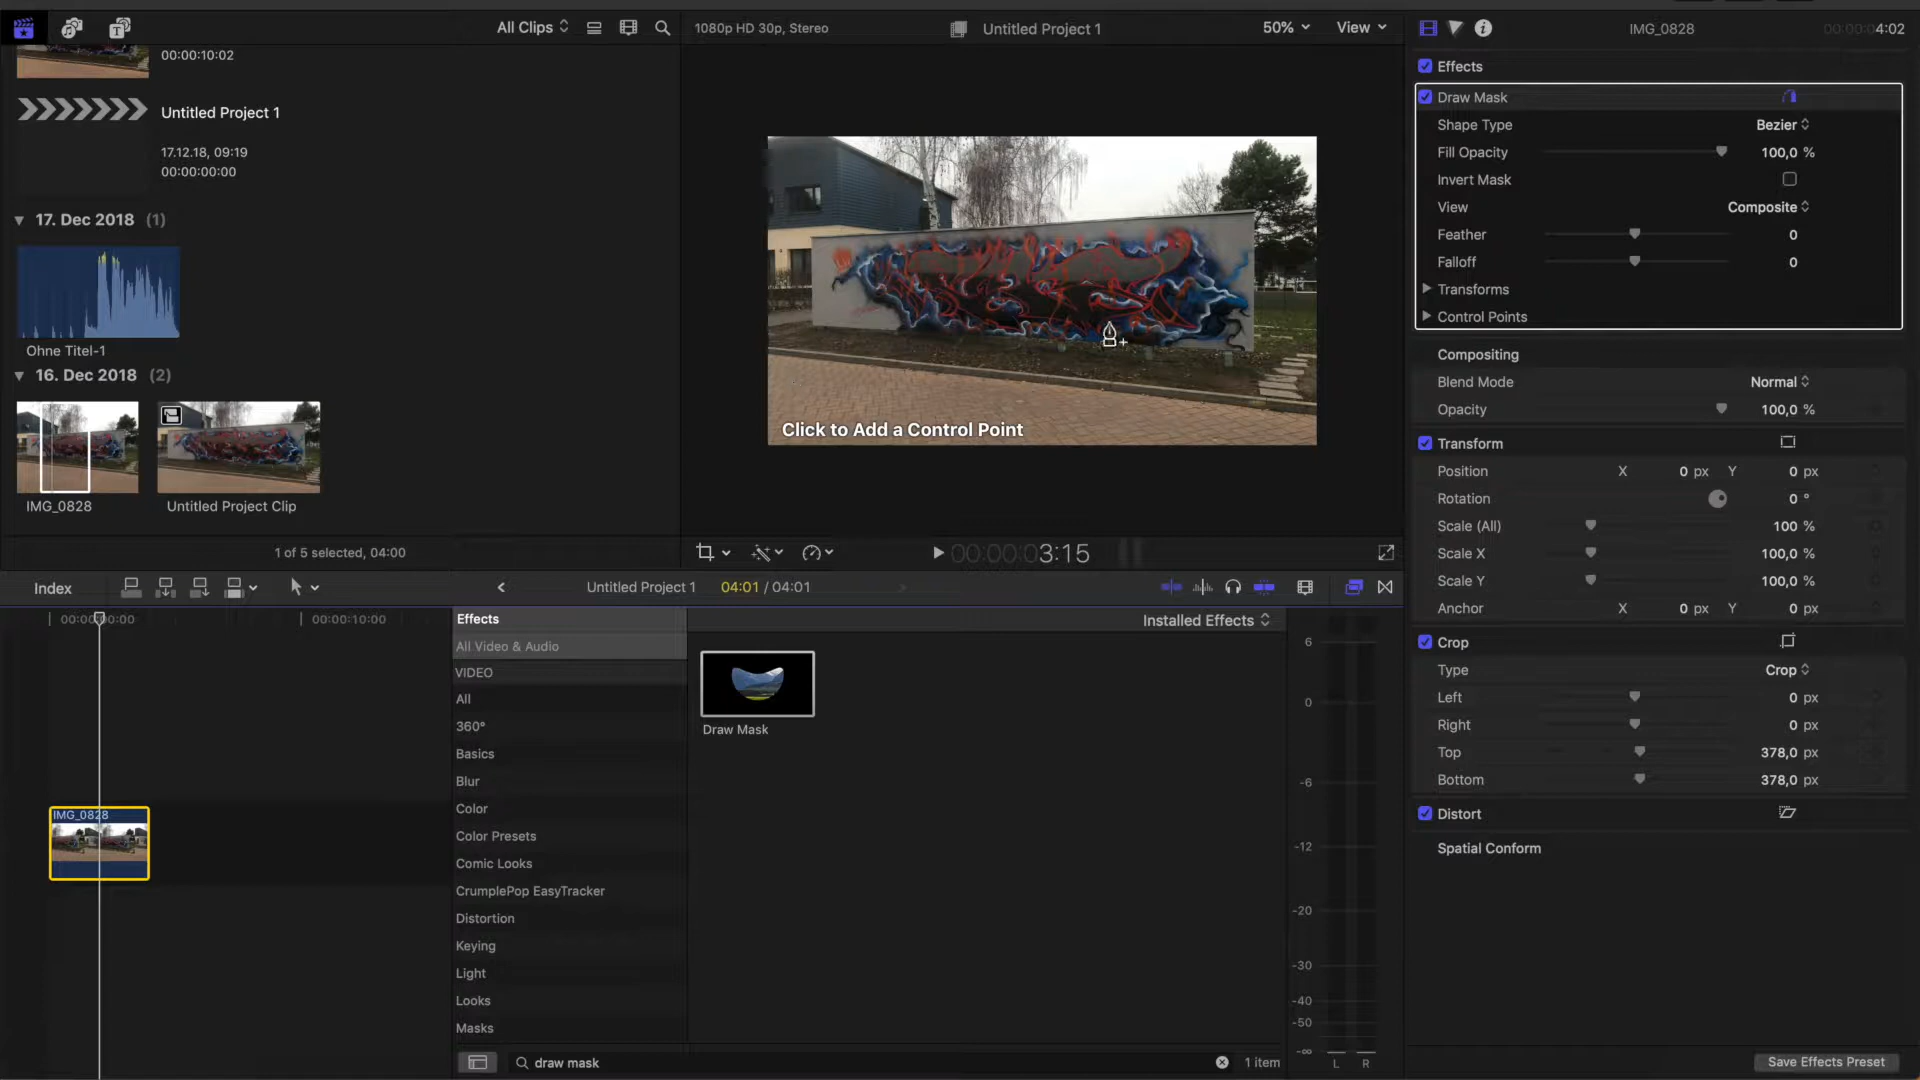 All Clips
1080p HD 30p, Stereo
Untitled Project 1
50%
View
IMG_0828
00:00:04:02
00:00:10:02
Untitled Project 1
17.12.18, 09:19
00:00:00:00
17. Dec 2018 (1)
Ohne Titel-1
16. Dec 2018 (2)
IMG_0828
Untitled Project Clip
1 of 5 selected, 04:00
Click to Add a Control Point
00:00:03:15
Effects
Draw Mask
Shape Type
Bezier
Fill Opacity
100,0 %
Invert Mask
View
Composite
Feather
0
Falloff
0
Transforms
Control Points
Compositing
Blend Mode
Normal
Opacity
100,0 %
Transform
Position
X 0 px Y 0 px
Rotation
0 °
Scale (All)
100 %
Scale X
100,0 %
Scale Y
100,0 %
Anchor
X 0 px Y 0 px
Crop
Type
Crop
Left
0 px
Right
0 px
Top
378,0 px
Bottom
378,0 px
Distort
Spatial Conform
Save Effects Preset
Index
Untitled Project 1
04:01 / 04:01
00:00:10:00
IMG_0828
Effects
Installed Effects
All Video & Audio
VIDEO
All
360°
Basics
Blur
Color
Color Presets
Comic Looks
CrumplePop EasyTracker
Distortion
Keying
Light
Looks
Masks
Draw Mask
draw mask
1 item
6
0
-6
-12
-20
-30
-40
-50
-∞
L R